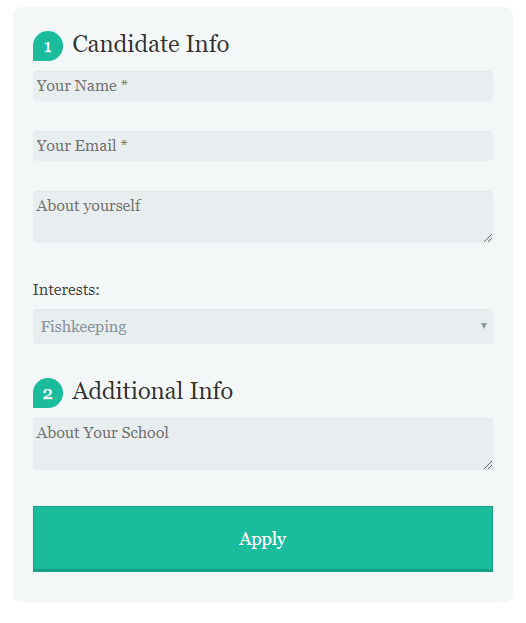 1 Candidate Info
Your Name *
Your Email *
About yourself
Interests:
Fishkeeping
2 Additional Info
About Your School
Apply